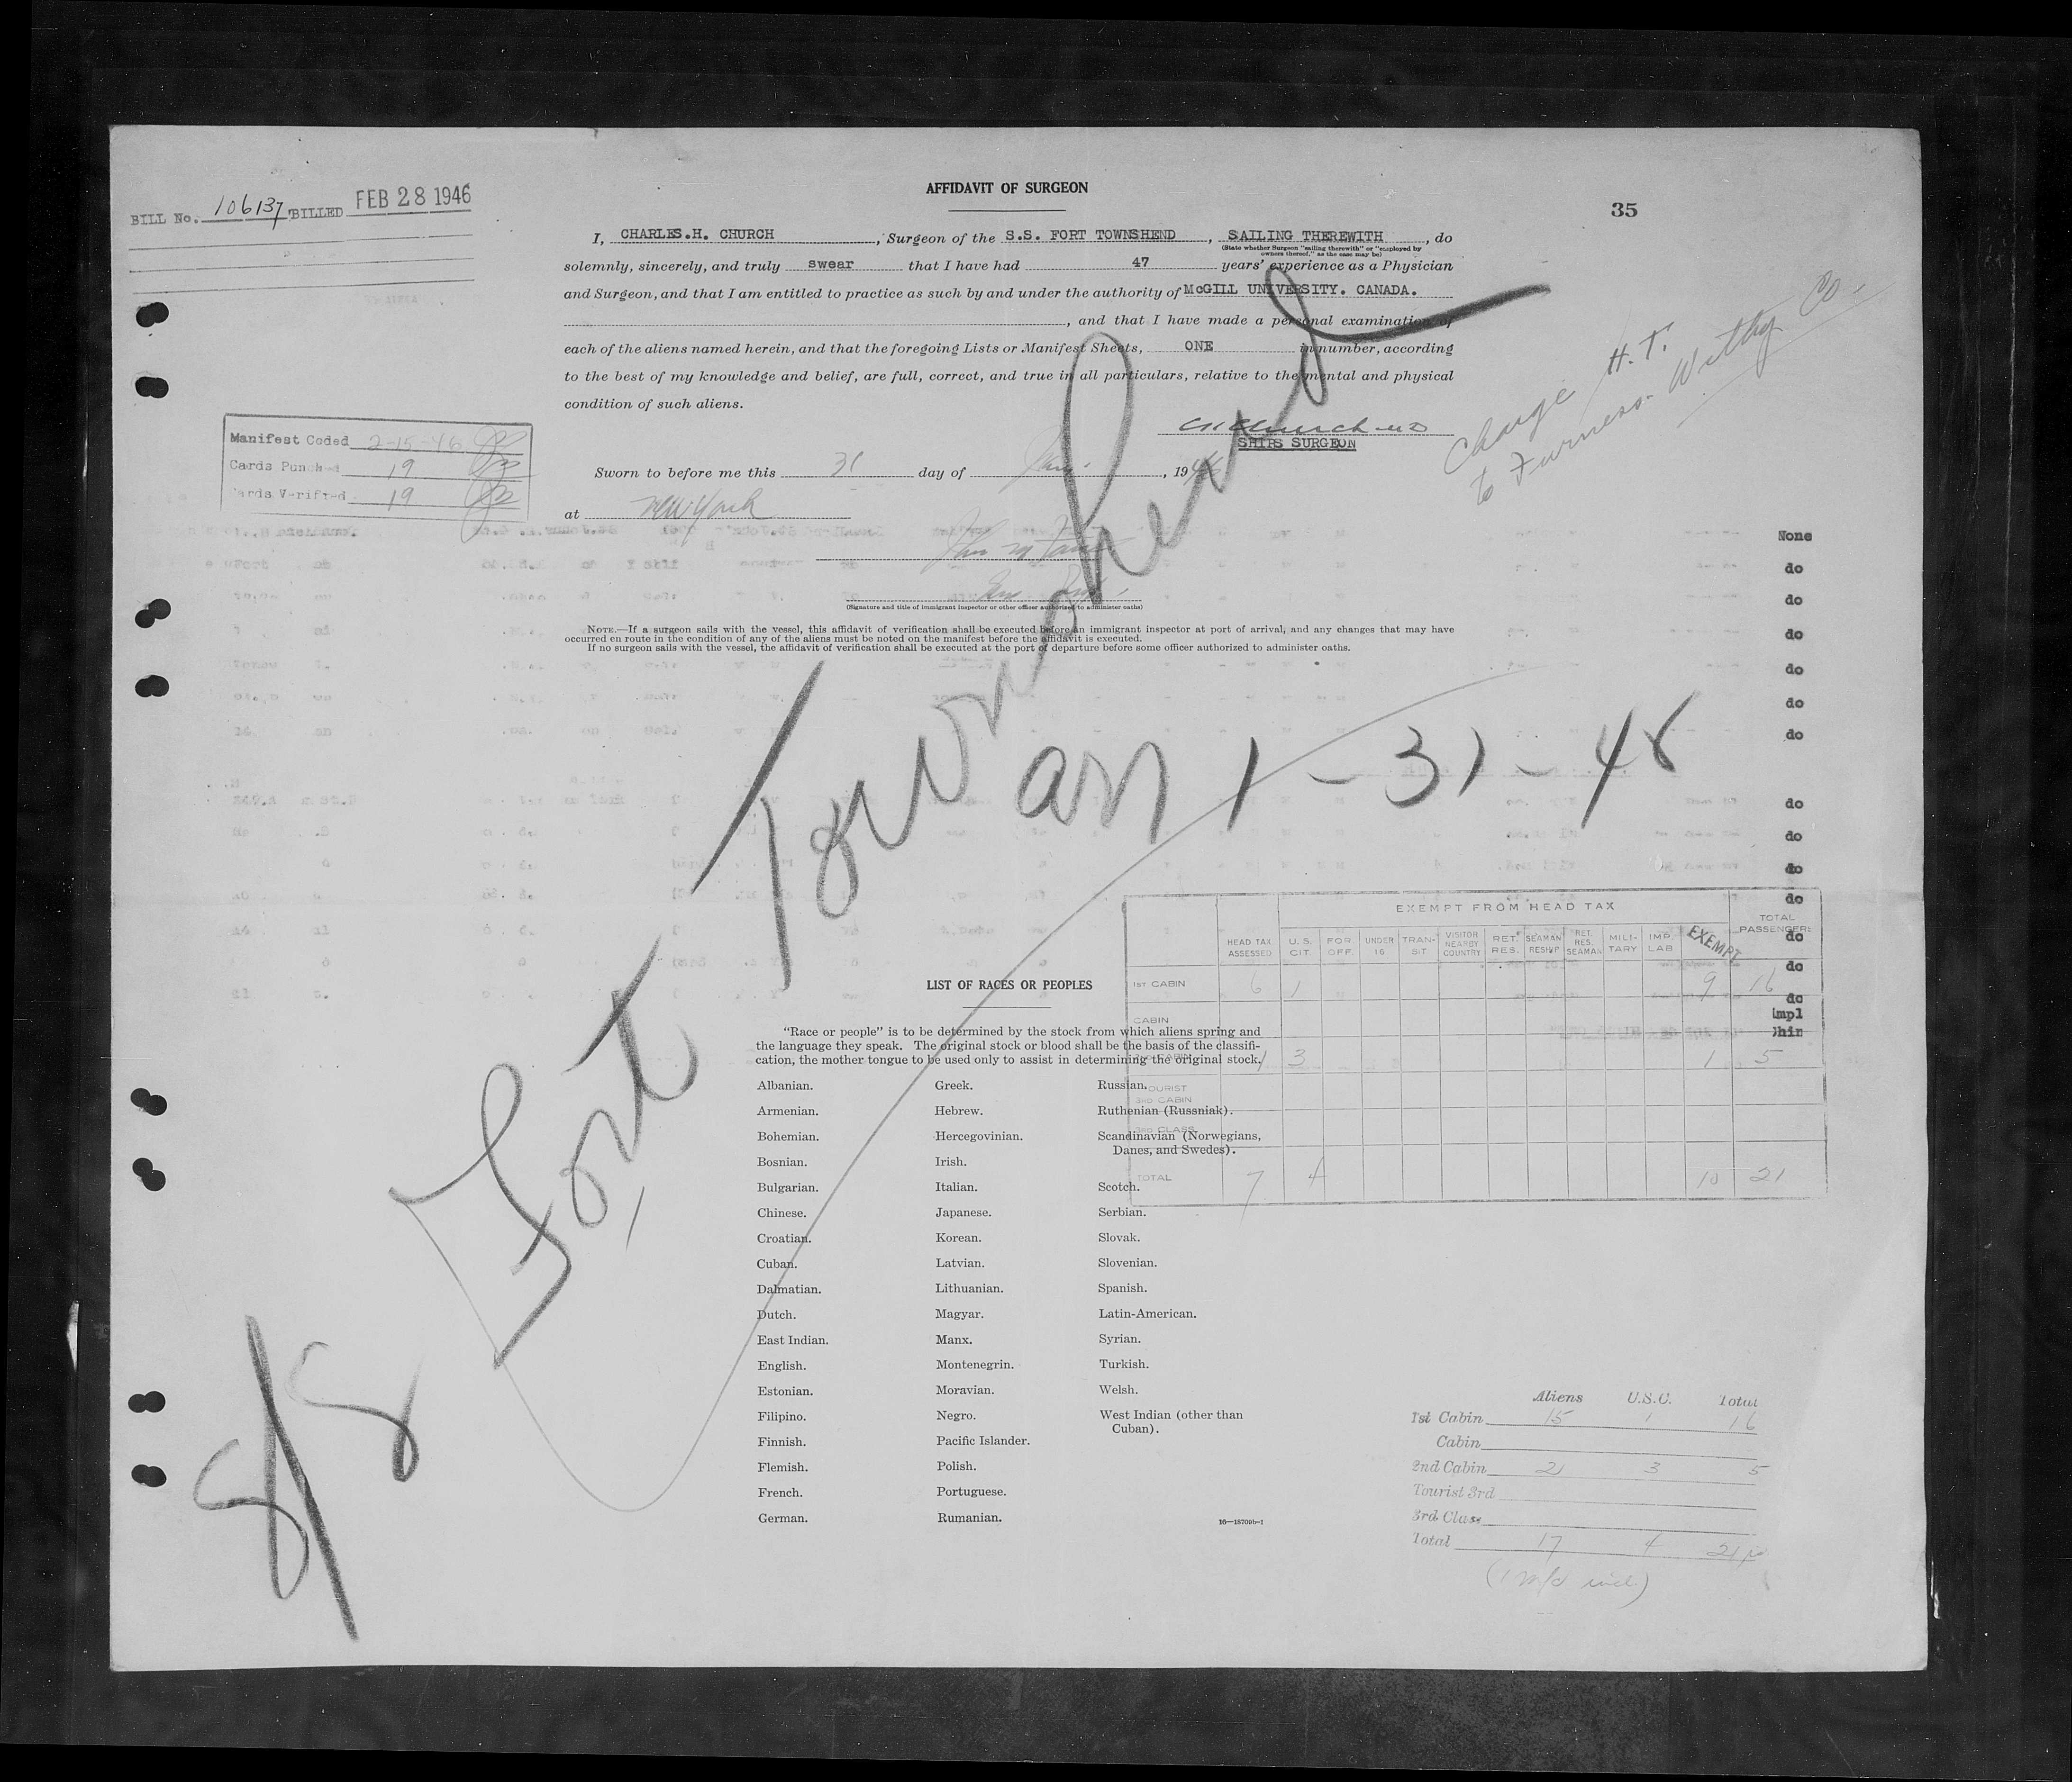 AFFIDAVIT OF SURGEON
35
BILL No. 106137 BILLED FEB 28 1946
I, CHARLES.H. CHURCH, Surgeon of the S.S. FORT TOWNSHEND, SAILING THEREWITH, do
(State whether Surgeon "sailing therewith" or "employed by
owners thereof," as the case may be)
solemnly, sincerely, and truly swear that I have had 47 years' experience as a Physician
and Surgeon, and that I am entitled to practice as such by and under the authority of McGILL UNIVERSITY. CANADA.
, and that I have made a personal examination of
each of the aliens named herein, and that the foregoing Lists or Manifest Sheets, ONE in number, according
to the best of my knowledge and belief, are full, correct, and true in all particulars, relative to the mental and physical
condition of such aliens.
C H Church MD
SHIPS SURGEON
Charge H.T.
to Furness-Withy Co.
Manifest Coded 2-15-46
Cards Punched 19
Cards Verified 19
Sworn to before me this 31 day of Jany., 1946
at New York
(Signature and title of immigrant inspector or other officer authorized to administer oaths)
NOTE.—If a surgeon sails with the vessel, this affidavit of verification shall be executed before an immigrant inspector at port of arrival, and any changes that may have
occurred en route in the condition of any of the aliens must be noted on the manifest before the affidavit is executed.
If no surgeon sails with the vessel, the affidavit of verification shall be executed at the port of departure before some officer authorized to administer oaths.
S/S Fort Townshend
arr 1-31-46
None
do
do
do
do
do
do
do
do
do
do
do
do
do
EXEMPT FROM HEAD TAX
HEAD TAX ASSESSED U.S. CIT. FOR. OFF. UNDER 16 TRAN-SIT VISITOR NEARBY COUNTRY RET. RES. SEAMAN RESHP RET. RES. SEAMAN MILI-TARY IMP. LAB. EXEMPT TOTAL PASSENGERS
1ST CABIN 6 1 9 16
CABIN
2ND CABIN 1 3 1 5
TOURIST
3RD CABIN
3RD CLASS
TOTAL 7 4 10 21
LIST OF RACES OR PEOPLES
"Race or people" is to be determined by the stock from which aliens spring and
the language they speak. The original stock or blood shall be the basis of the classifi-
cation, the mother tongue to be used only to assist in determining the original stock.
Albanian. Greek. Russian.
Armenian. Hebrew. Ruthenian (Russniak).
Bohemian. Hercegovinian. Scandinavian (Norwegians,
Danes, and Swedes).
Bosnian. Irish.
Bulgarian. Italian. Scotch.
Chinese. Japanese. Serbian.
Croatian. Korean. Slovak.
Cuban. Latvian. Slovenian.
Dalmatian. Lithuanian. Spanish.
Dutch. Magyar. Latin-American.
East Indian. Manx. Syrian.
English. Montenegrin. Turkish.
Estonian. Moravian. Welsh.
Filipino. Negro. West Indian (other than
Cuban).
Finnish. Pacific Islander.
Flemish. Polish.
French. Portuguese.
German. Rumanian.
16—18709b-1
Aliens U.S.C. Total
1st Cabin 15 1 16
Cabin
2nd Cabin 2 3 5
Tourist 3rd
3rd Class
Total 17 4 21